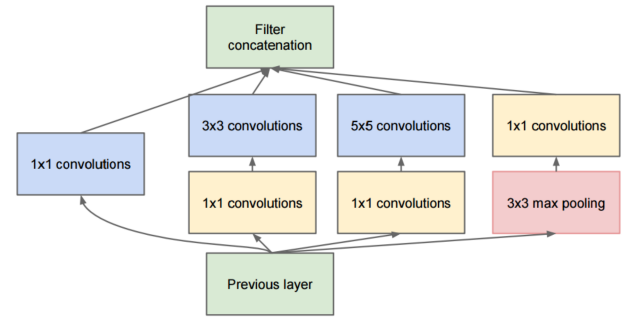 Filter
concatenation
3x3 convolutions
5x5 convolutions
1x1 convolutions
1x1 convolutions
1x1 convolutions
1x1 convolutions
3x3 max pooling
Previous layer